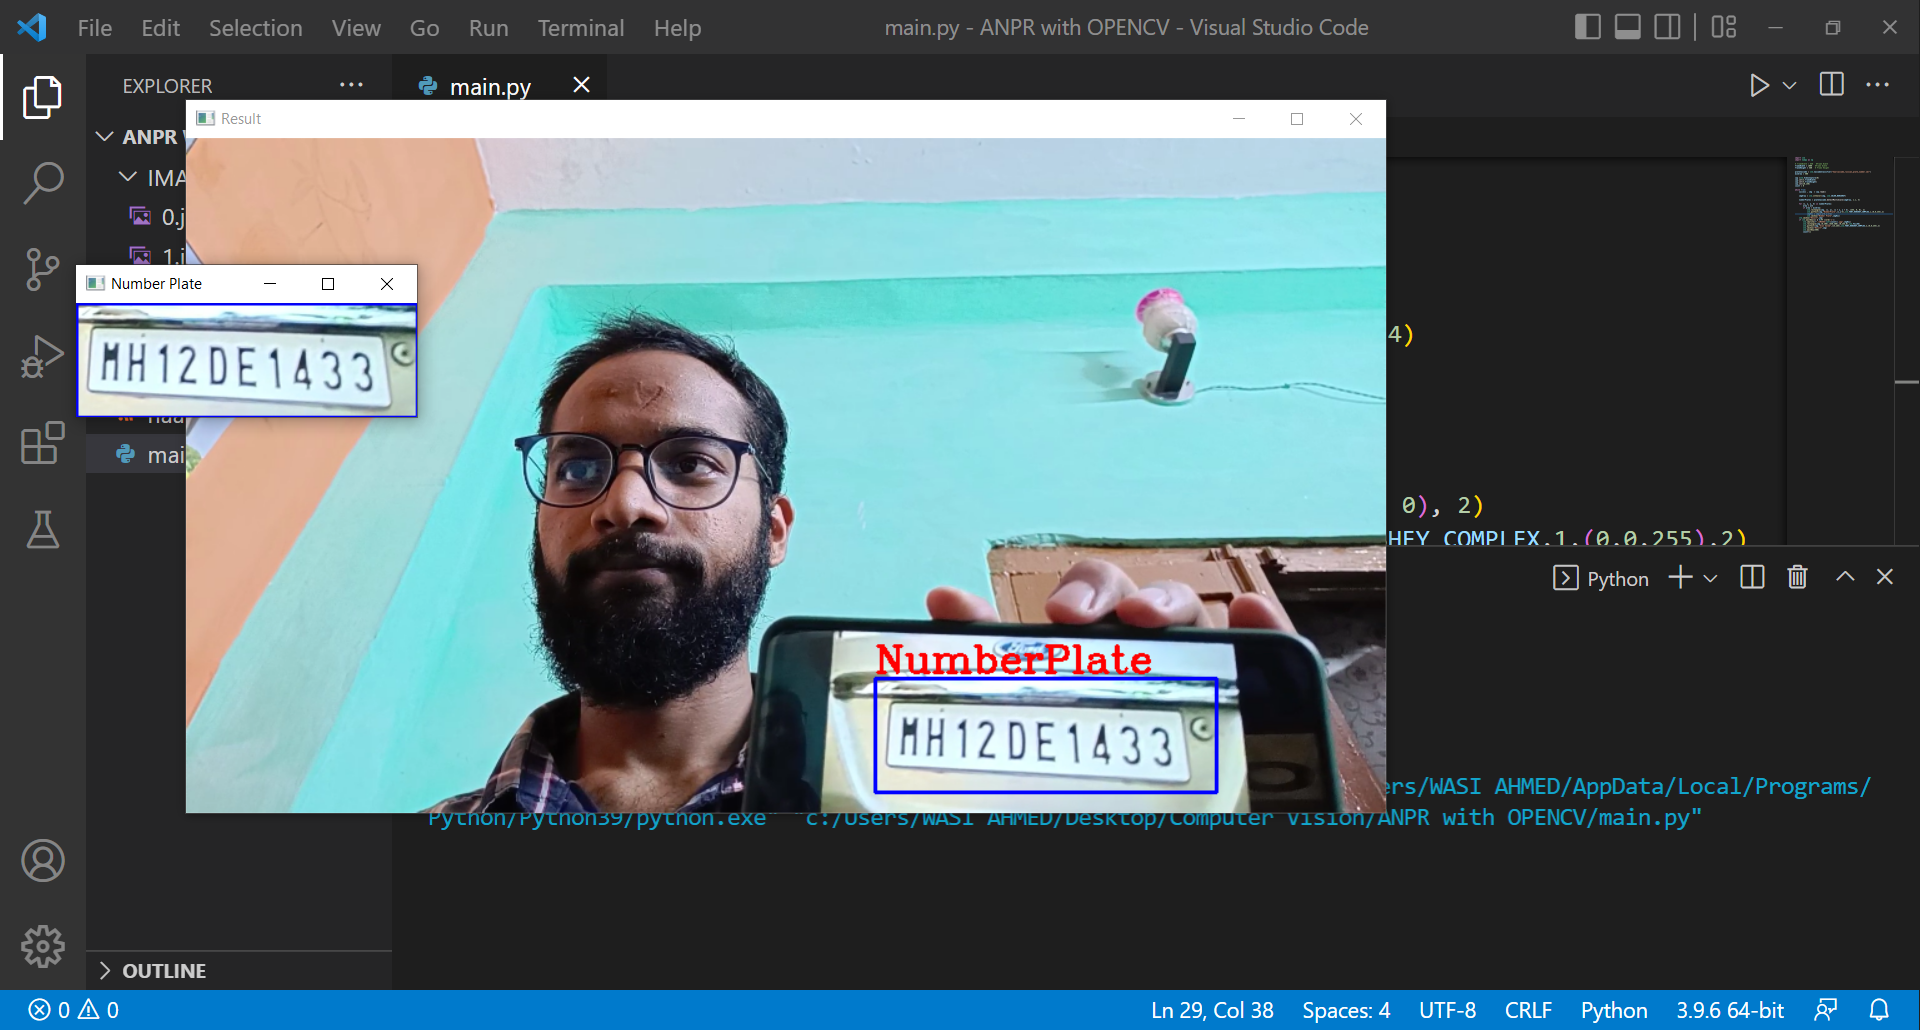 File Edit Selection View Go Run Terminal Help
main.py - ANPR with OPENCV - Visual Studio Code
EXPLORER
main.py
Result
ANPR
IMA
0.j
1.i
Number Plate
MH12DE1433
mai
4)
0), 2)
HEY_COMPLEX,1,(0,0,255),2)
Python
Ford
NumberPlate
MH12DE1433
ers/WASI AHMED/AppData/Local/Programs/
Python/Python39/python.exe" "c:/Users/WASI AHMED/Desktop/Computer Vision/ANPR with OPENCV/main.py"
OUTLINE
0 0
Ln 29, Col 38 Spaces: 4 UTF-8 CRLF Python 3.9.6 64-bit